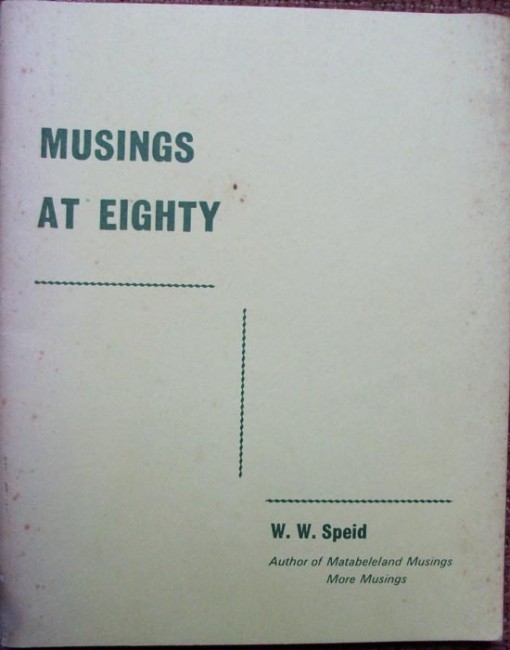 MUSINGS
AT EIGHTY
W. W. Speid
Author of Matabeleland Musings
More Musings